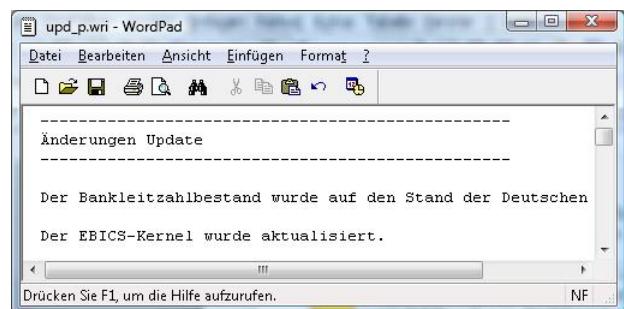 upd_p.wri - WordPad
Datei Bearbeiten Ansicht Einfügen Format ?
--------------------------------------------------
Änderungen Update
--------------------------------------------------
Der Bankleitzahlbestand wurde auf den Stand der Deutschen
Der EBICS-Kernel wurde aktualisiert.
Drücken Sie F1, um die Hilfe aufzurufen. NF